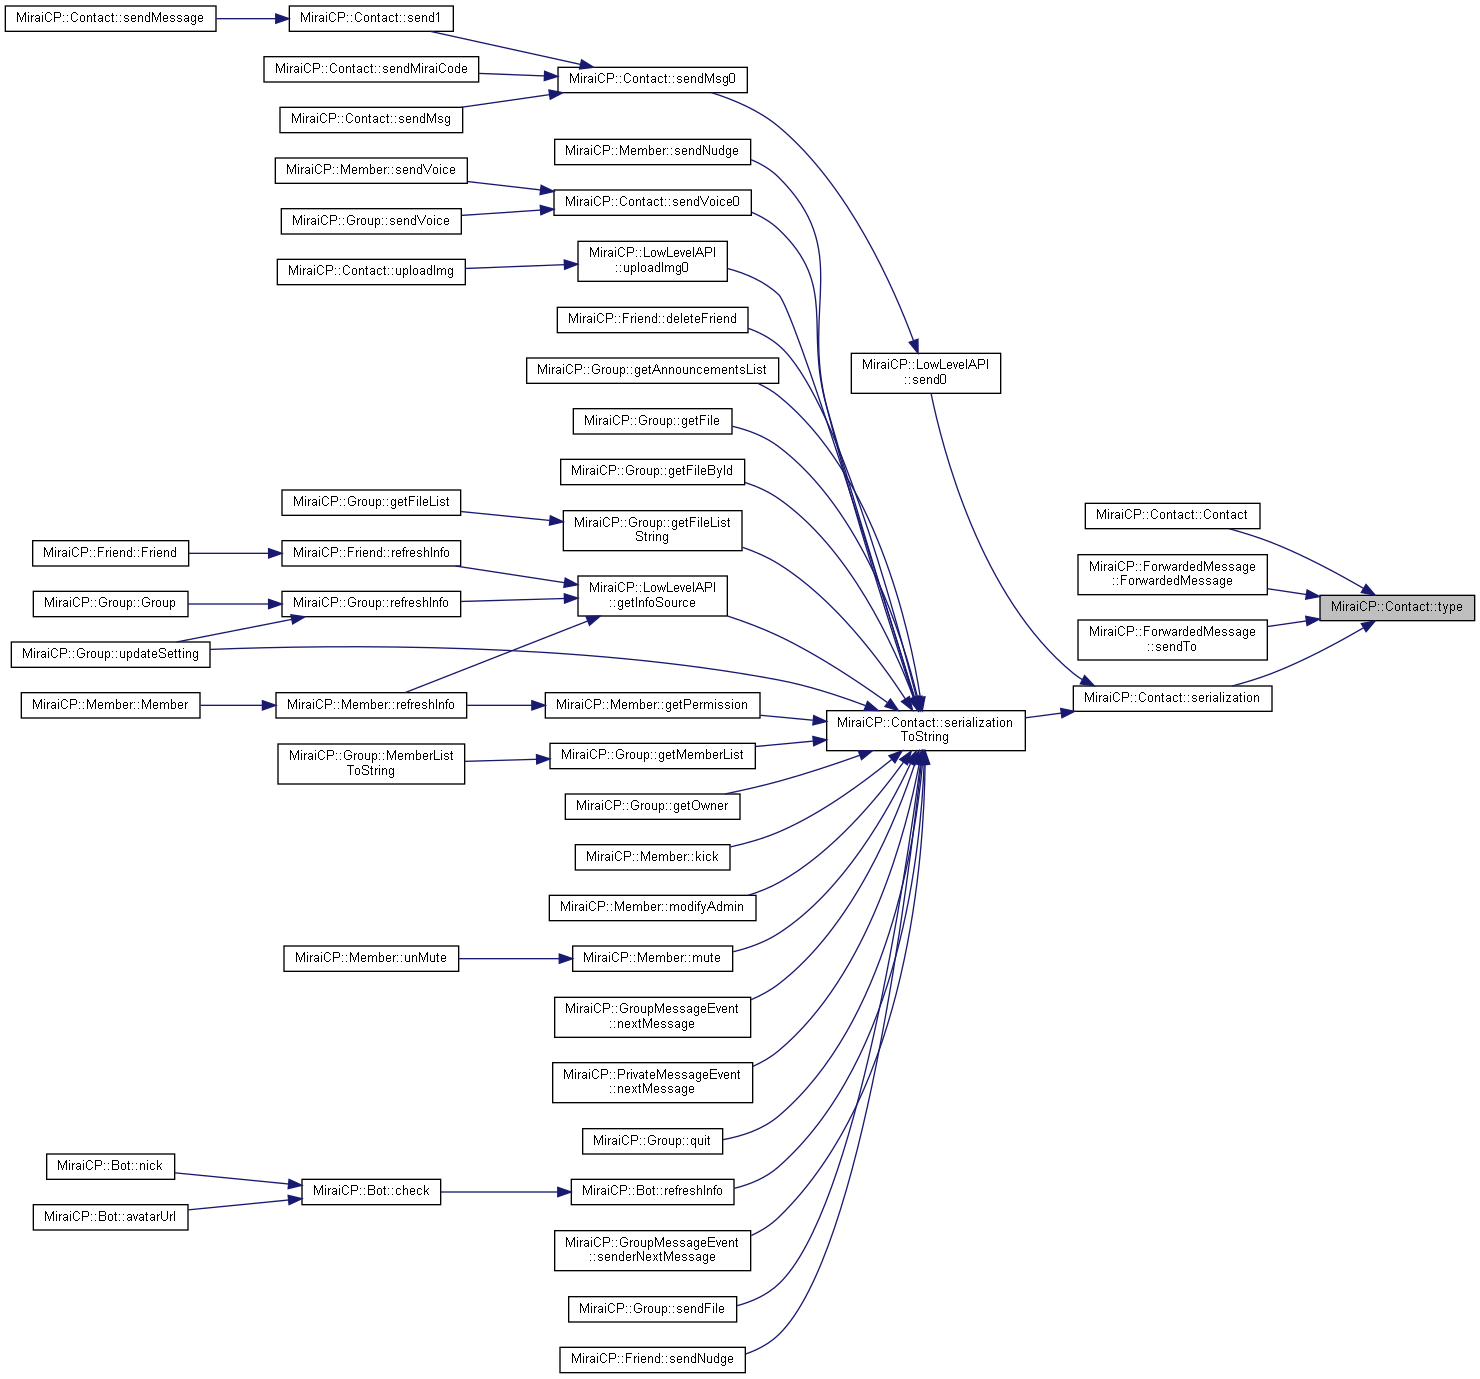 MiraiCP::Contact::sendMessage
MiraiCP::Contact::send1
MiraiCP::Contact::sendMiraiCode
MiraiCP::Contact::sendMsg0
MiraiCP::Contact::sendMsg
MiraiCP::Member::sendNudge
MiraiCP::Member::sendVoice
MiraiCP::Contact::sendVoice0
MiraiCP::Group::sendVoice
MiraiCP::LowLevelAPI
::uploadImg0
MiraiCP::Contact::uploadImg
MiraiCP::Friend::deleteFriend
MiraiCP::Group::getAnnouncementsList
MiraiCP::LowLevelAPI
::send0
MiraiCP::Group::getFile
MiraiCP::Group::getFileById
MiraiCP::Group::getFileList
MiraiCP::Group::getFileList
String
MiraiCP::Contact::Contact
MiraiCP::Friend::Friend
MiraiCP::Friend::refreshInfo
MiraiCP::ForwardedMessage
::ForwardedMessage
MiraiCP::LowLevelAPI
::getInfoSource
MiraiCP::Group::Group
MiraiCP::Group::refreshInfo
MiraiCP::Contact::type
MiraiCP::ForwardedMessage
::sendTo
MiraiCP::Group::updateSetting
MiraiCP::Contact::serialization
MiraiCP::Member::Member
MiraiCP::Member::refreshInfo
MiraiCP::Member::getPermission
MiraiCP::Contact::serialization
ToString
MiraiCP::Group::MemberList
ToString
MiraiCP::Group::getMemberList
MiraiCP::Group::getOwner
MiraiCP::Member::kick
MiraiCP::Member::modifyAdmin
MiraiCP::Member::unMute
MiraiCP::Member::mute
MiraiCP::GroupMessageEvent
::nextMessage
MiraiCP::PrivateMessageEvent
::nextMessage
MiraiCP::Group::quit
MiraiCP::Bot::nick
MiraiCP::Bot::check
MiraiCP::Bot::refreshInfo
MiraiCP::Bot::avatarUrl
MiraiCP::GroupMessageEvent
::senderNextMessage
MiraiCP::Group::sendFile
MiraiCP::Friend::sendNudge